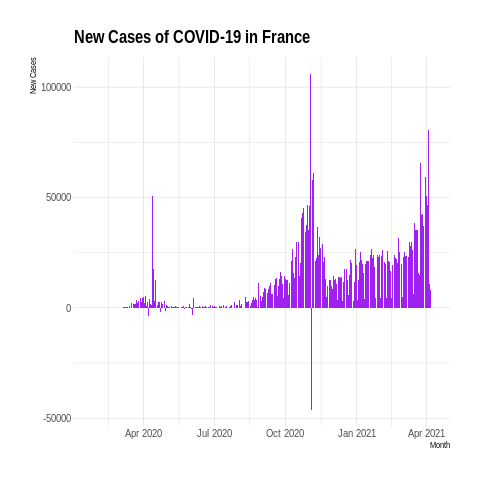 New Cases of COVID-19 in France
New Cases
100000
50000
0
-50000
Apr 2020 Jul 2020 Oct 2020 Jan 2021 Apr 2021
Month